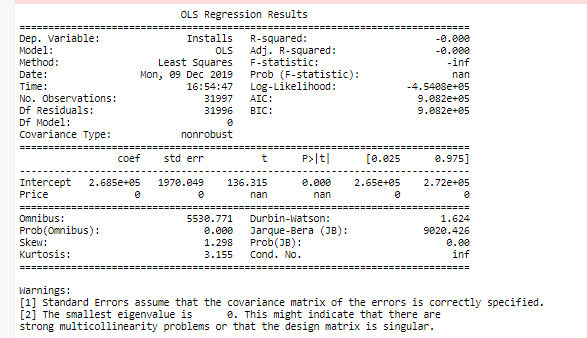 OLS Regression Results
==============================================================================
Dep. Variable: Installs R-squared: -0.000
Model: OLS Adj. R-squared: -0.000
Method: Least Squares F-statistic: -inf
Date: Mon, 09 Dec 2019 Prob (F-statistic): nan
Time: 16:54:47 Log-Likelihood: -4.5408e+05
No. Observations: 31997 AIC: 9.082e+05
Df Residuals: 31996 BIC: 9.082e+05
Df Model: 0
Covariance Type: nonrobust
==============================================================================
coef std err t P>|t| [0.025 0.975]
------------------------------------------------------------------------------
Intercept 2.685e+05 1970.049 136.315 0.000 2.65e+05 2.72e+05
Price 0 0 nan nan 0 0
==============================================================================
Omnibus: 5530.771 Durbin-Watson: 1.624
Prob(Omnibus): 0.000 Jarque-Bera (JB): 9020.426
Skew: 1.298 Prob(JB): 0.00
Kurtosis: 3.155 Cond. No. inf
==============================================================================
Warnings:
[1] Standard Errors assume that the covariance matrix of the errors is correctly specified.
[2] The smallest eigenvalue is 0. This might indicate that there are
strong multicollinearity problems or that the design matrix is singular.